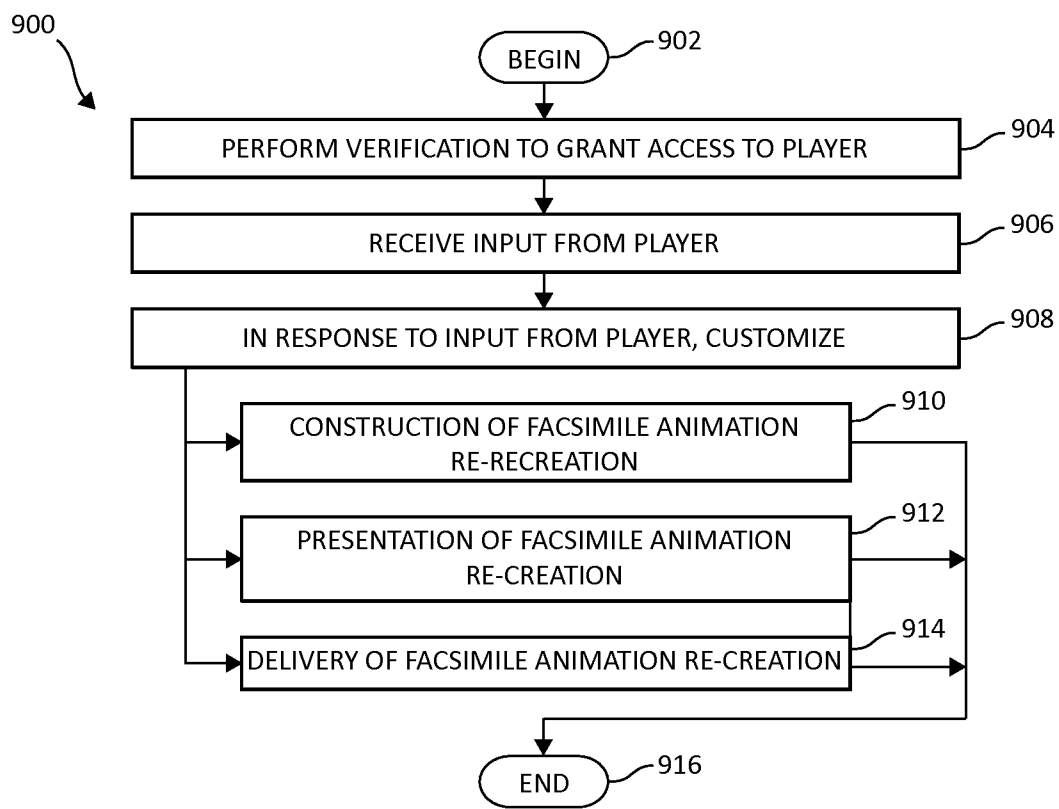 900
BEGIN
902
PERFORM VERIFICATION TO GRANT ACCESS TO PLAYER
904
RECEIVE INPUT FROM PLAYER
906
IN RESPONSE TO INPUT FROM PLAYER, CUSTOMIZE
908
CONSTRUCTION OF FACSIMILE ANIMATION
RE-RECREATION
910
PRESENTATION OF FACSIMILE ANIMATION
RE-CREATION
912
DELIVERY OF FACSIMILE ANIMATION RE-CREATION
914
END
916